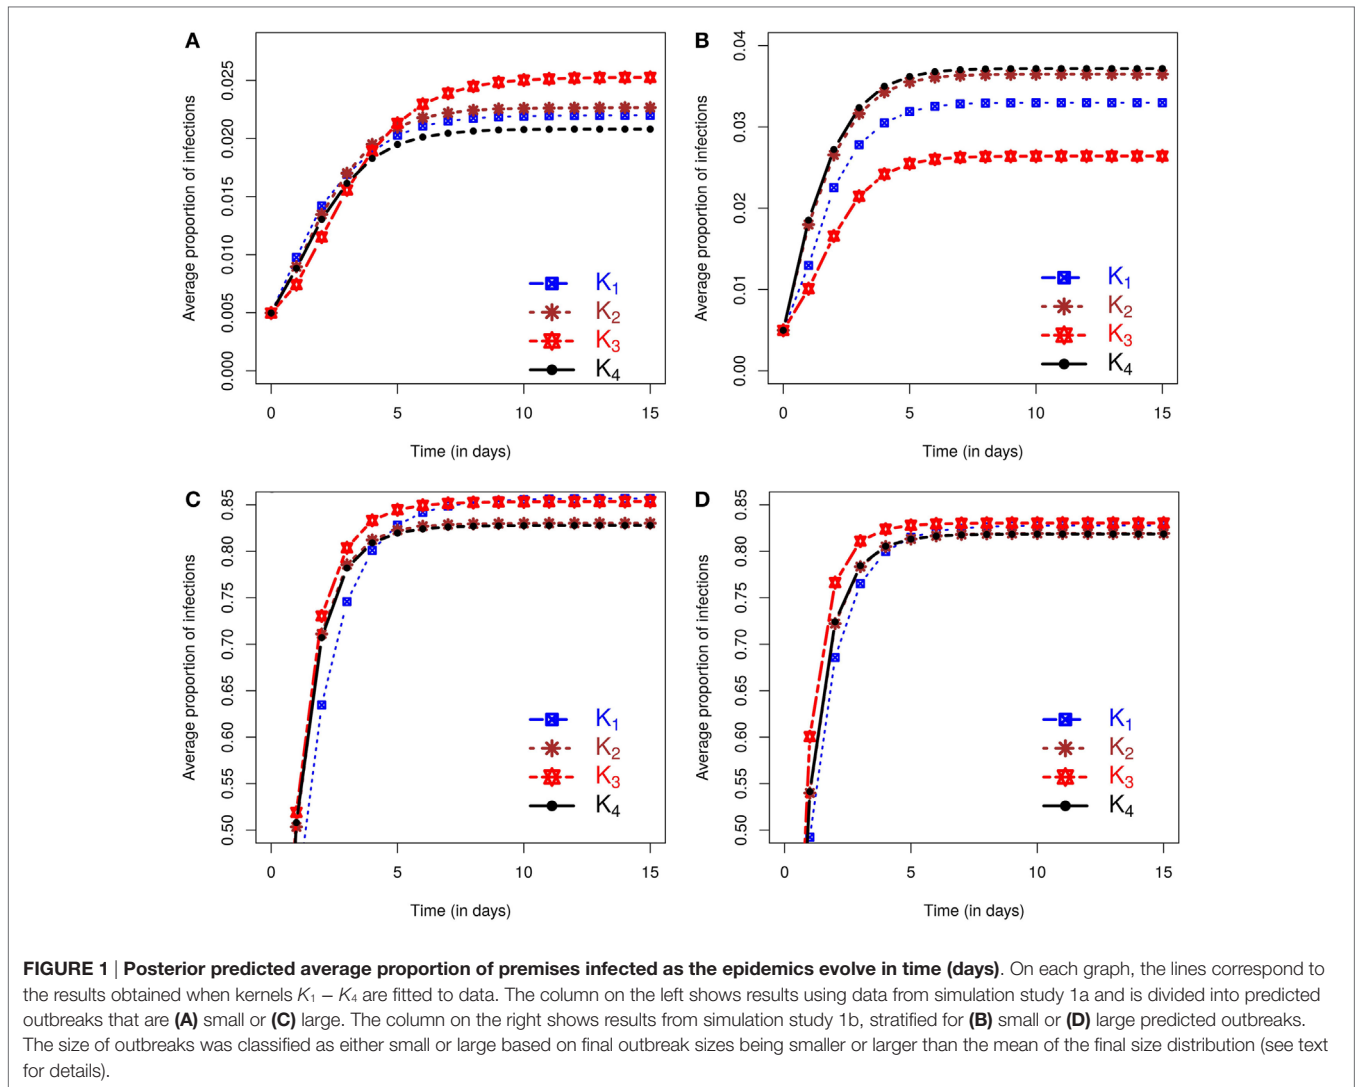 A
Average proportion of infections
0.025
0.020
0.015
0.010
0.005
0.000
K1
K2
K3
K4
0 5 10 15
Time (in days)
B
Average proportion of infections
0.04
0.03
0.02
0.01
0.00
K1
K2
K3
K4
0 5 10 15
Time (in days)
C
Average proportion of infections
0.85
0.80
0.75
0.70
0.65
0.60
0.55
0.50
K1
K2
K3
K4
0 5 10 15
Time (in days)
D
Average proportion of infections
0.85
0.80
0.75
0.70
0.65
0.60
0.55
0.50
K1
K2
K3
K4
0 5 10 15
Time (in days)
FIGURE 1 | Posterior predicted average proportion of premises infected as the epidemics evolve in time (days). On each graph, the lines correspond to
the results obtained when kernels K1 – K4 are fitted to data. The column on the left shows results using data from simulation study 1a and is divided into predicted
outbreaks that are (A) small or (C) large. The column on the right shows results from simulation study 1b, stratified for (B) small or (D) large predicted outbreaks.
The size of outbreaks was classified as either small or large based on final outbreak sizes being smaller or larger than the mean of the final size distribution (see text
for details).